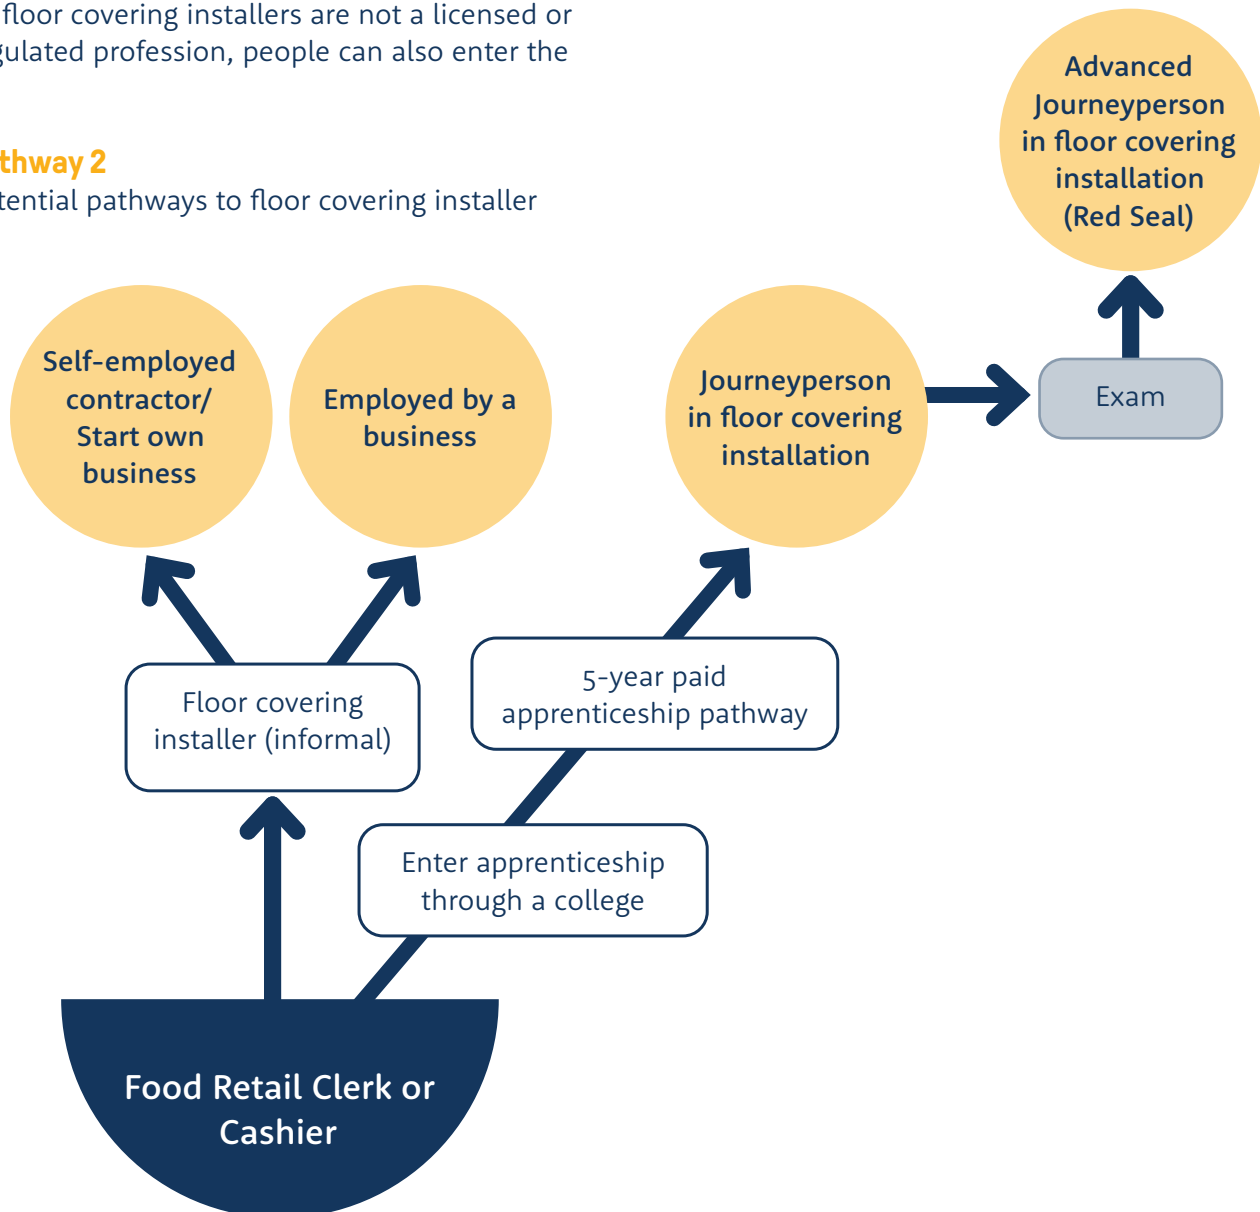 floor covering installers are not a licensed or
gulated profession, people can also enter the
thway 2
tential pathways to floor covering installer
Advanced
Journeyperson
in floor covering
installation
(Red Seal)
Self-employed
contractor/
Start own
business
Employed by a
business
Journeyperson
in floor covering
installation
Exam
5-year paid
apprenticeship pathway
Floor covering
installer (informal)
Enter apprenticeship
through a college
Food Retail Clerk or
Cashier